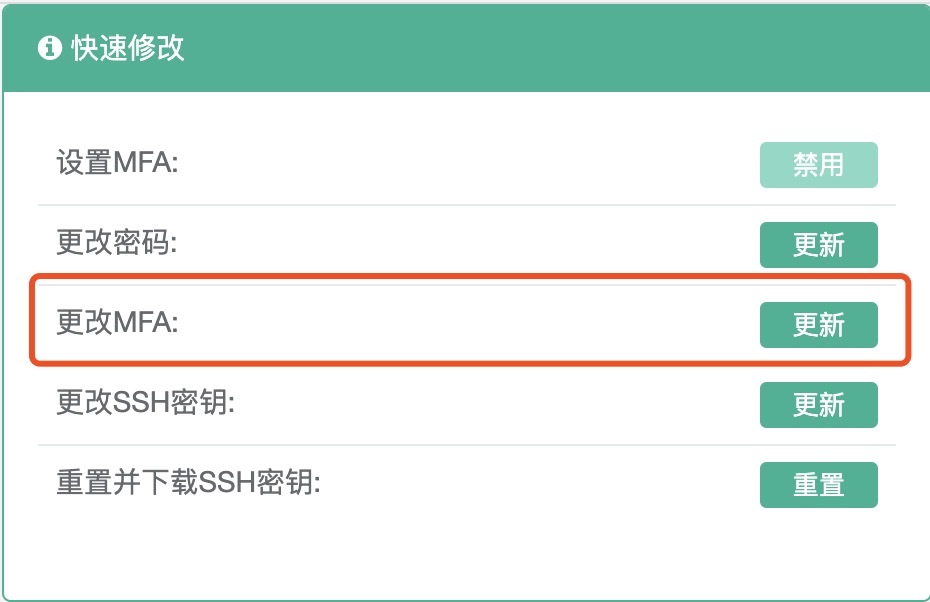 快速修改
设置MFA: 禁用
更改密码: 更新
更改MFA: 更新
更改SSH密钥: 更新
重置并下载SSH密钥: 重置